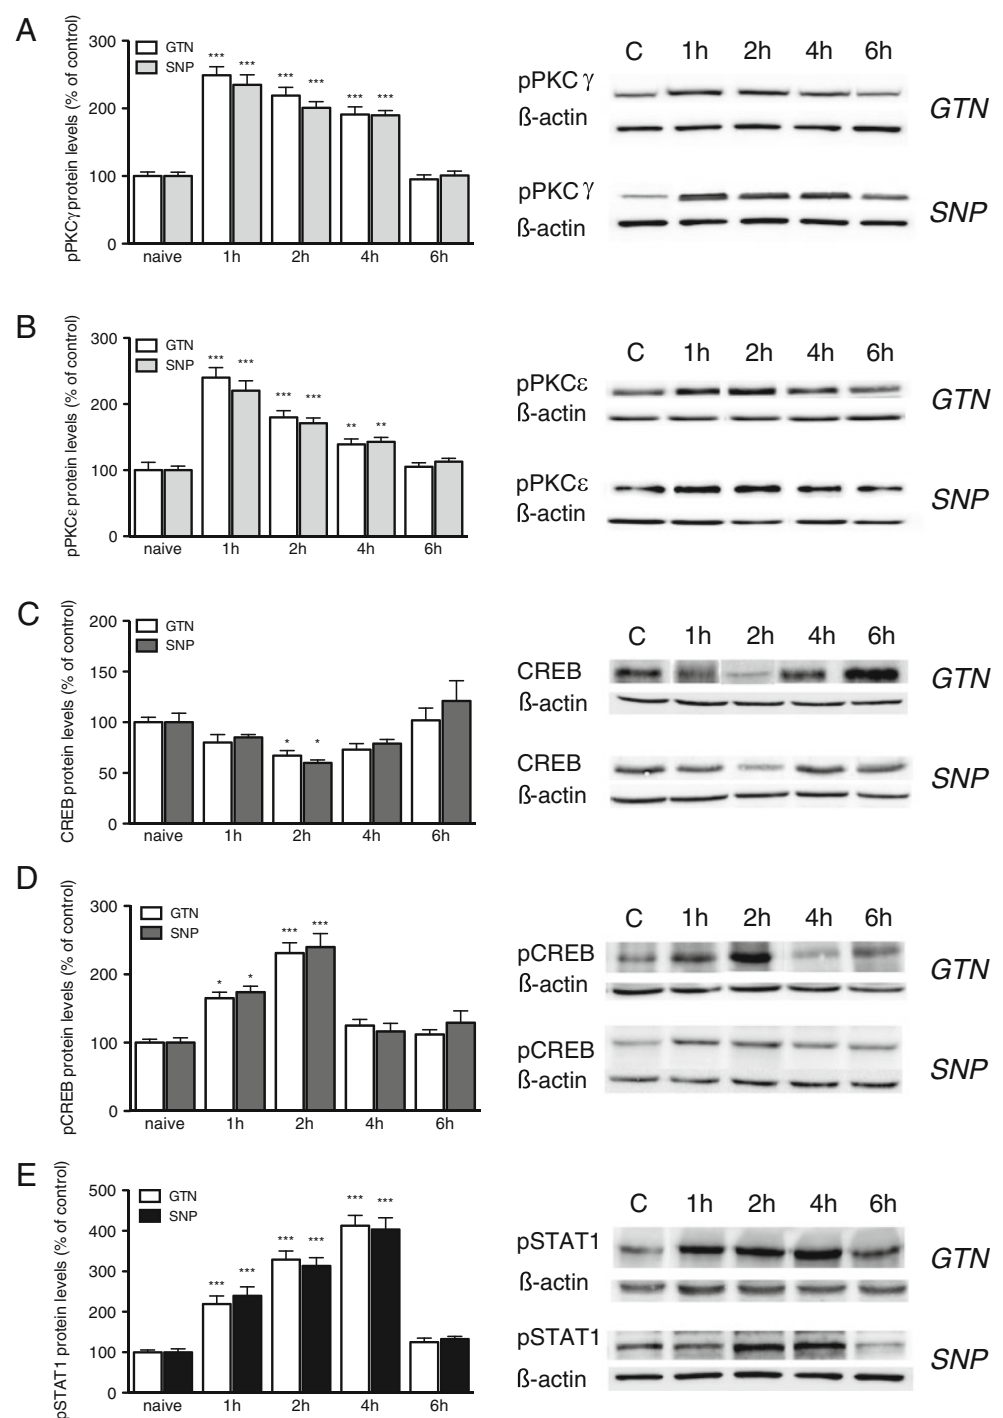 A
pPKCγ protein levels (% of control)
300
200
100
0
GTN
SNP
*** *** *** *** *** ***
naive 1h 2h 4h 6h
C 1h 2h 4h 6h
pPKC γ
ß-actin
GTN
pPKC γ
ß-actin
SNP
B
pPKCε protein levels (% of control)
300
200
100
0
GTN
SNP
*** *** *** *** ** **
naive 1h 2h 4h 6h
C 1h 2h 4h 6h
pPKCε
ß-actin
GTN
pPKCε
ß-actin
SNP
C
CREB protein levels (% of control)
200
150
100
50
0
GTN
SNP
* *
naive 1h 2h 4h 6h
C 1h 2h 4h 6h
CREB
ß-actin
GTN
CREB
ß-actin
SNP
D
pCREB protein levels (% of control)
300
200
100
0
GTN
SNP
* * *** ***
naive 1h 2h 4h 6h
C 1h 2h 4h 6h
pCREB
ß-actin
GTN
pCREB
ß-actin
SNP
E
pSTAT1 protein levels (% of control)
500
400
300
200
100
0
GTN
SNP
*** *** *** *** *** ***
naive 1h 2h 4h 6h
C 1h 2h 4h 6h
pSTAT1
ß-actin
GTN
pSTAT1
ß-actin
SNP